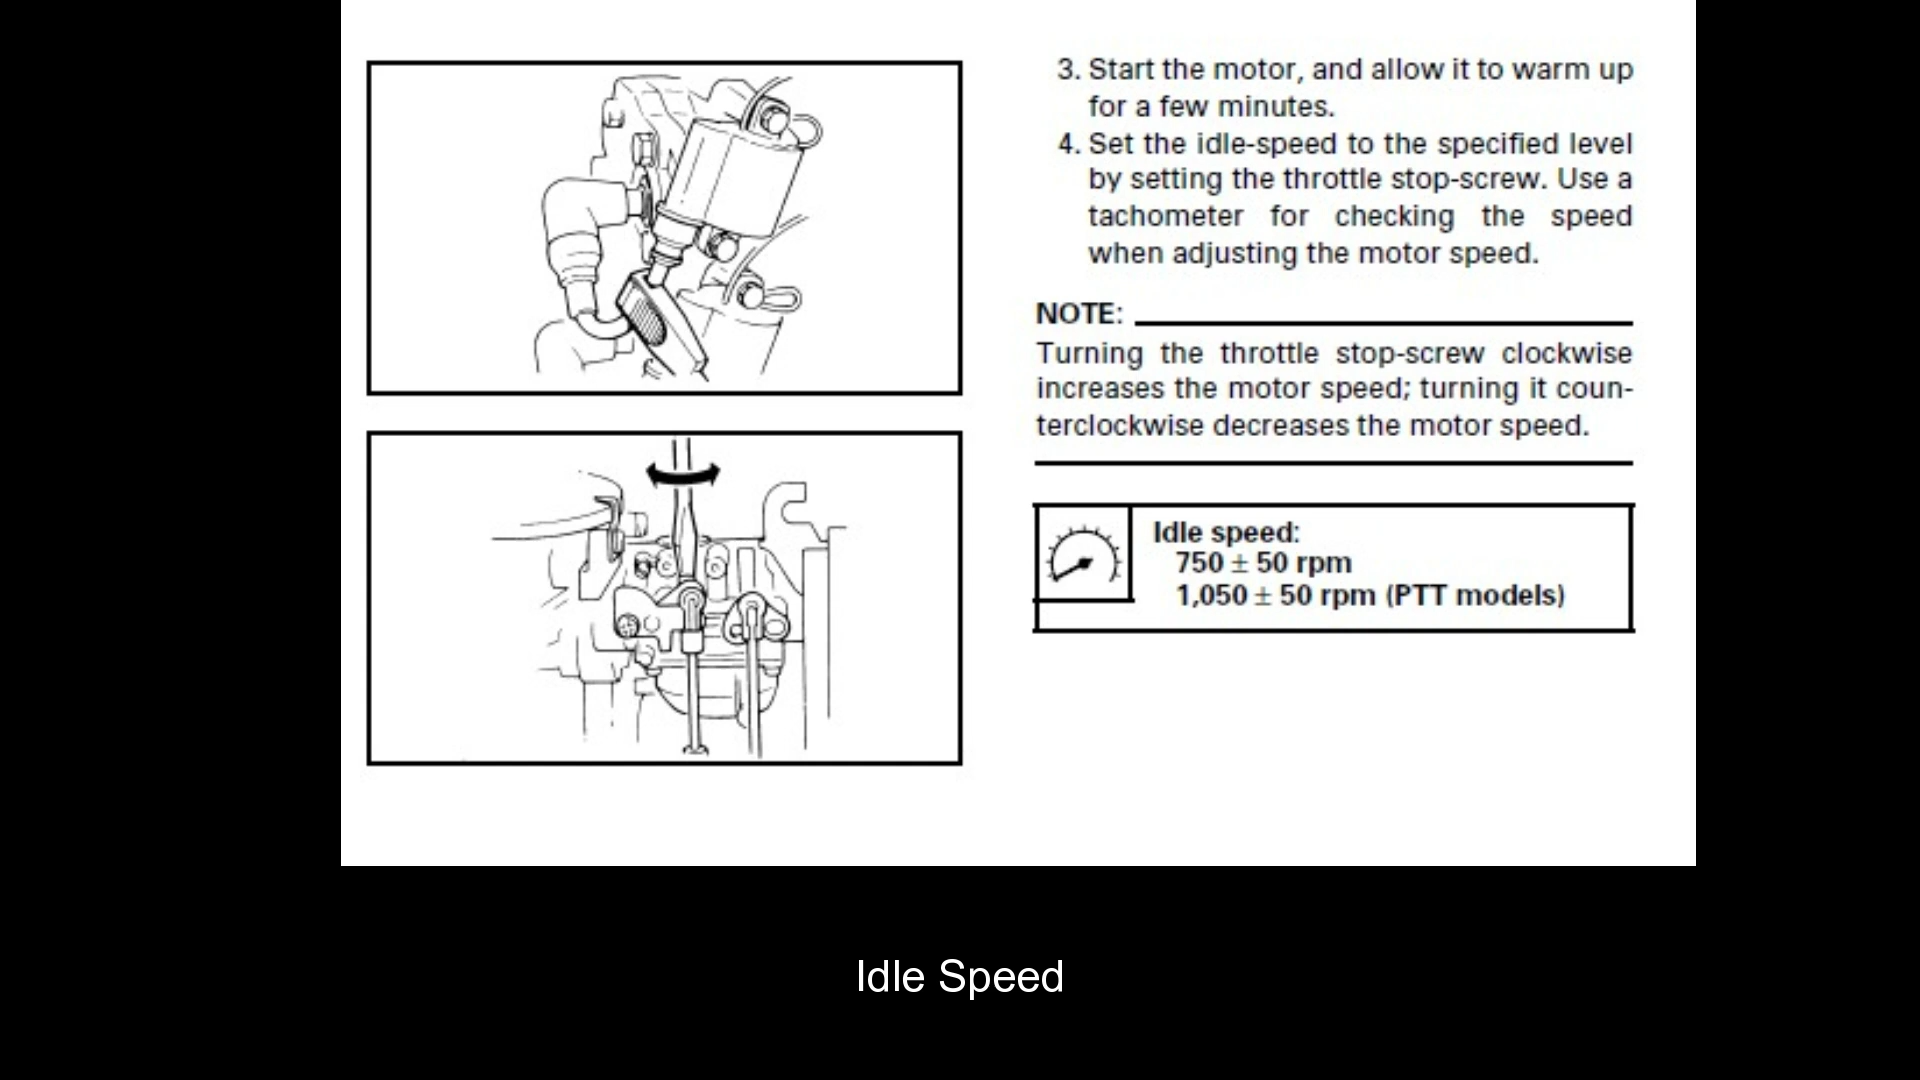 3. Start the motor, and allow it to warm up
for a few minutes.
4. Set the idle-speed to the specified level
by setting the throttle stop-screw. Use a
tachometer for checking the speed
when adjusting the motor speed.
NOTE:
Turning the throttle stop-screw clockwise
increases the motor speed; turning it coun-
terclockwise decreases the motor speed.
Idle speed:
750 ± 50 rpm
1,050 ± 50 rpm (PTT models)
Idle Speed